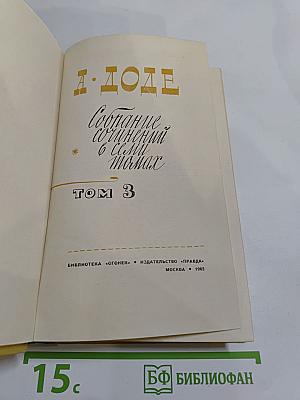 А·ДОДЕ
Собрание
сочинений
в семи
томах
ТОМ 3
БИБЛИОТЕКА «ОГОНЕК» • ИЗДАТЕЛЬСТВО «ПРАВДА»
МОСКВА • 1965
15с
БФ БИБЛИОФАН